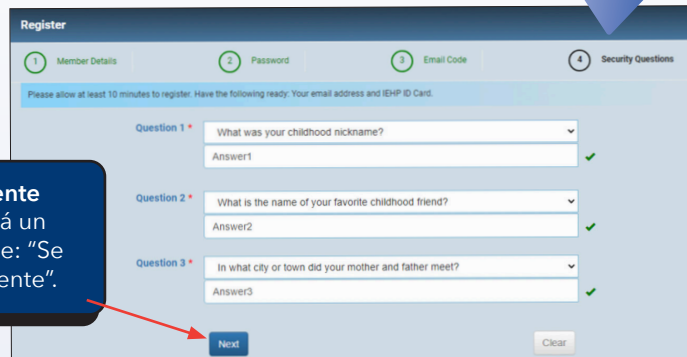 Register
1 Member Details
2 Password
3 Email Code
4 Security Questions
Please allow at least 10 minutes to register. Have the following ready: Your email address and IEHP ID Card.
Question 1 *
What was your childhood nickname?
Answer1
Question 2 *
What is the name of your favorite childhood friend?
Answer2
Question 3 *
In what city or town did your mother and father meet?
Answer3
Next
Clear
ente
á un
e: “Se
ente”.